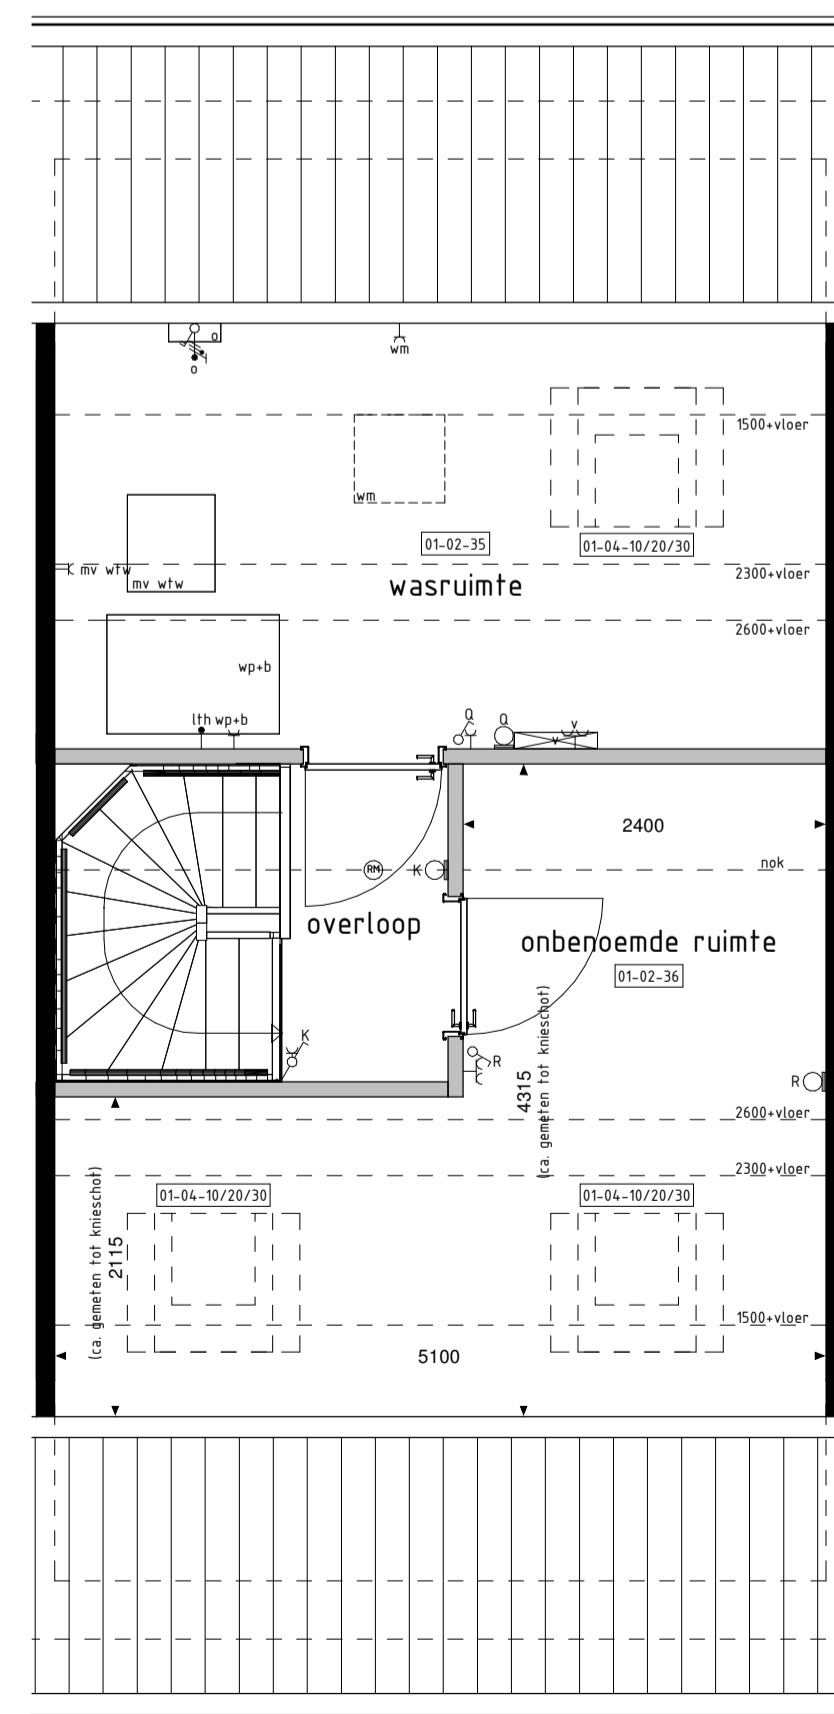 o
o
wm
1500+vloer
wm
01-02-35
01-04-10/20/30
mv wtw
mv wtw
2300+vloer
wasruimte
2600+vloer
wp+b
lth wp+b
Q
Q
v
v
2400
nok
RM
K
overloop
onbenoemde ruimte
01-02-36
K
R
4315
(ca. gemeten tot knieschot)
R
2600+vloer
2300+vloer
01-04-10/20/30
01-04-10/20/30
2115
(ca. gemeten tot knieschot)
1500+vloer
5100